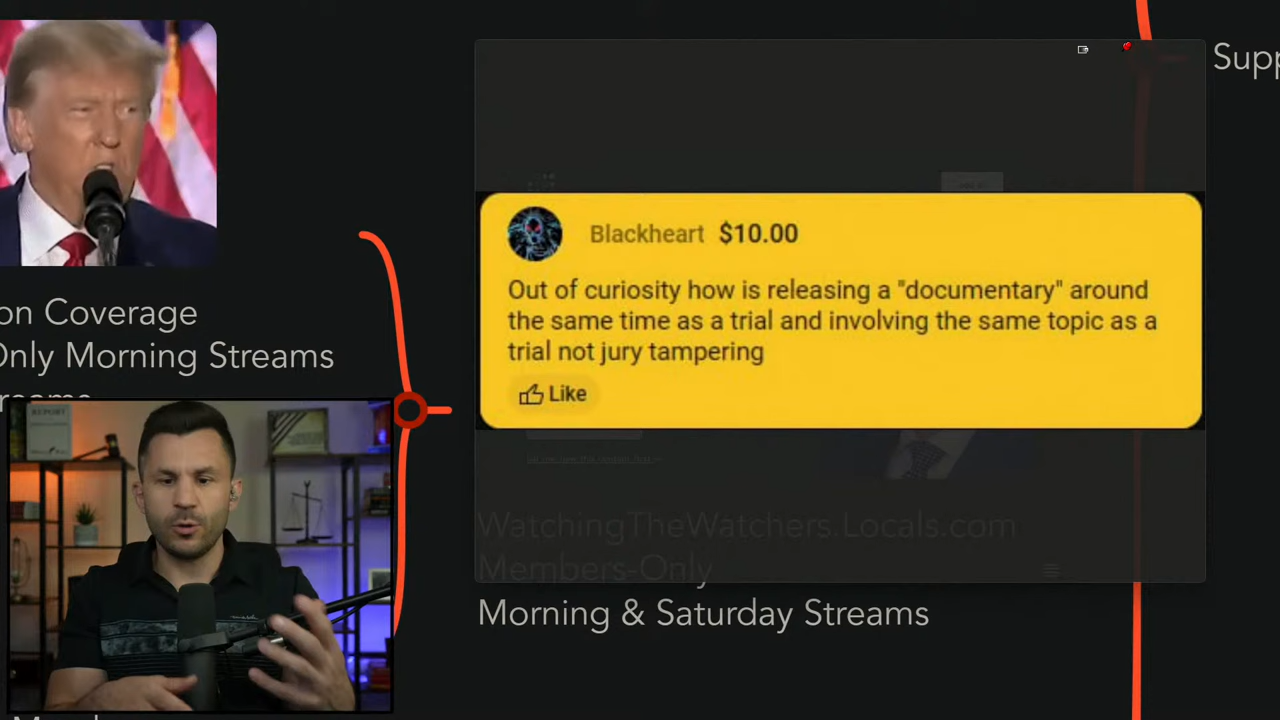 Supp
Blackheart $10.00
Out of curiosity how is releasing a "documentary" around
the same time as a trial and involving the same topic as a
trial not jury tampering
Like
on Coverage
Only Morning Streams
reams
REPORT
WatchingTheWatchers.Locals.com
Members-Only
Morning & Saturday Streams